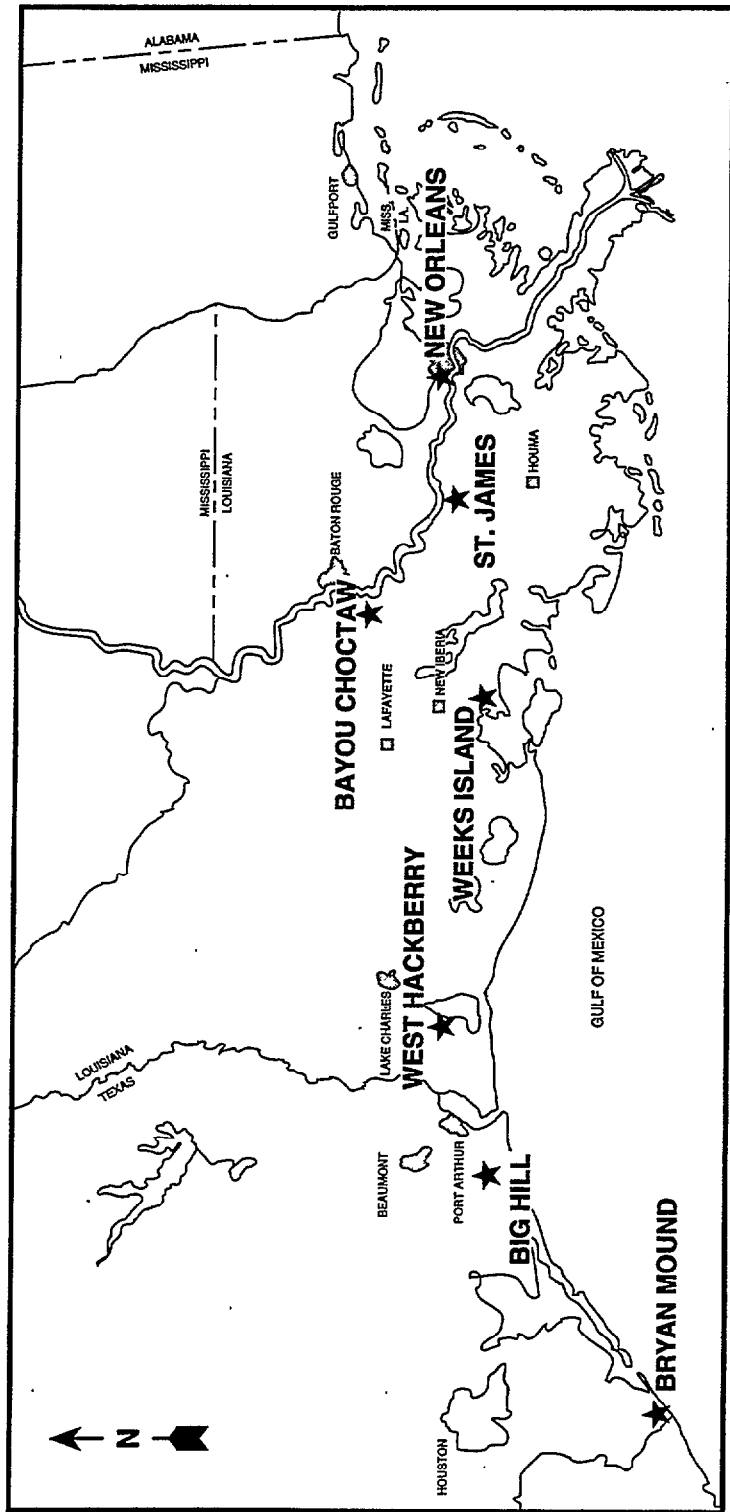 ALABAMA
MISSISSIPPI
GULFPORT
MISS.
LA.
NEW ORLEANS
MISSISSIPPI
LOUISIANA
BATON ROUGE
BAYOU CHOCTAW
ST. JAMES
HOUMA
LAFAYETTE
NEW IBERIA
WEEKS ISLAND
LOUISIANA
TEXAS
LAKE CHARLES
WEST HACKBERRY
GULF OF MEXICO
BEAUMONT
PORT ARTHUR
BIG HILL
HOUSTON
BRYAN MOUND
N